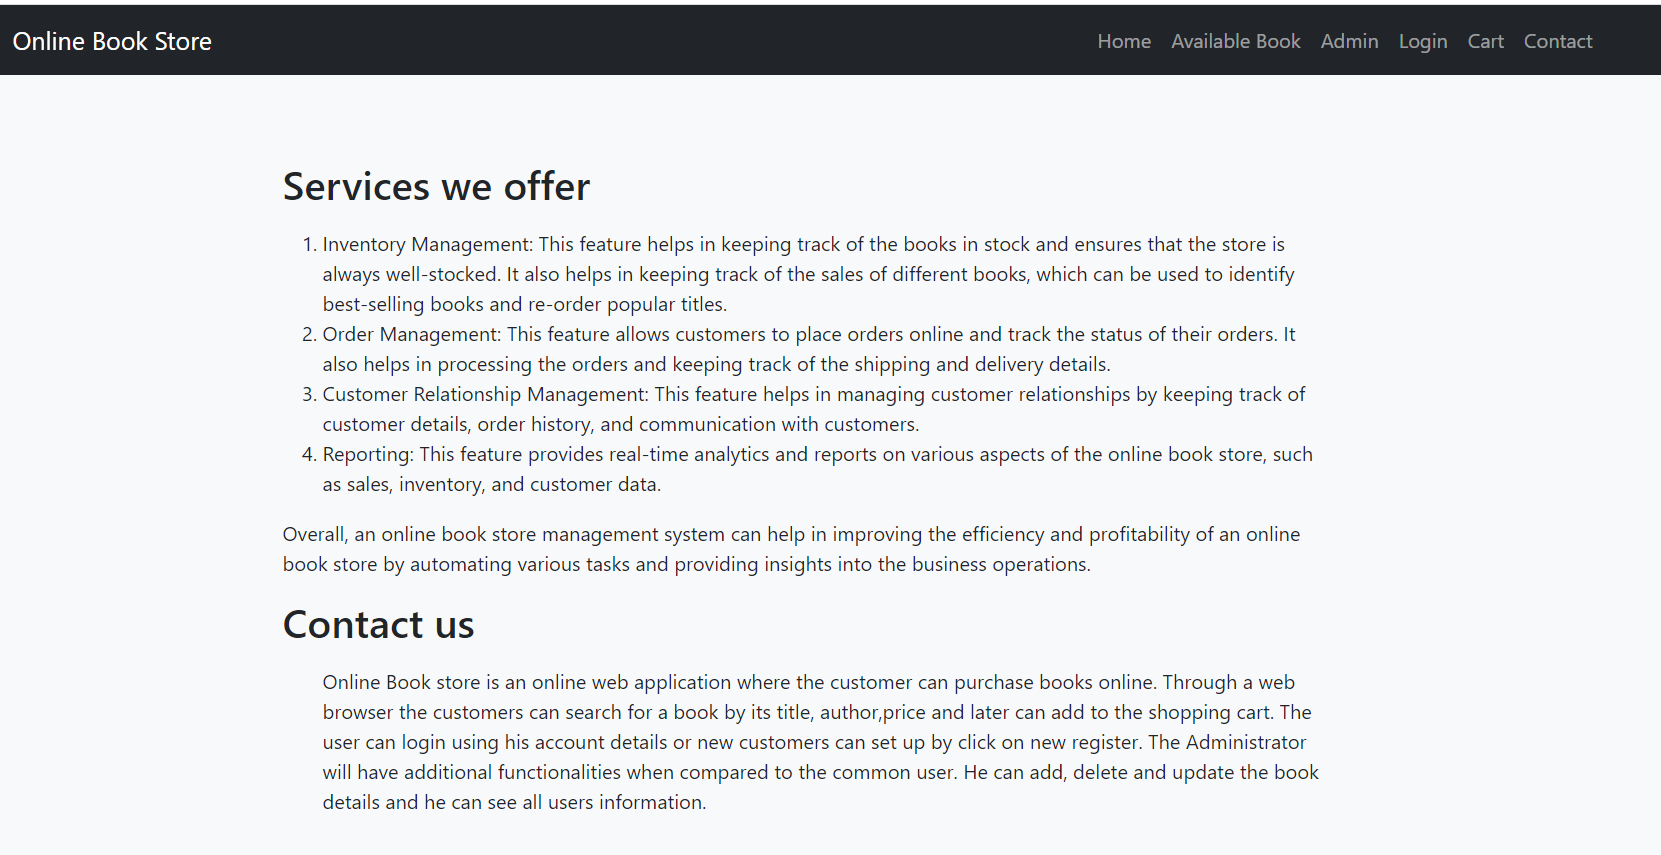 Online Book Store
Home Available Book Admin Login Cart Contact
Services we offer
1. Inventory Management: This feature helps in keeping track of the books in stock and ensures that the store is
always well-stocked. It also helps in keeping track of the sales of different books, which can be used to identify
best-selling books and re-order popular titles.
2. Order Management: This feature allows customers to place orders online and track the status of their orders. It
also helps in processing the orders and keeping track of the shipping and delivery details.
3. Customer Relationship Management: This feature helps in managing customer relationships by keeping track of
customer details, order history, and communication with customers.
4. Reporting: This feature provides real-time analytics and reports on various aspects of the online book store, such
as sales, inventory, and customer data.
Overall, an online book store management system can help in improving the efficiency and profitability of an online
book store by automating various tasks and providing insights into the business operations.
Contact us
Online Book store is an online web application where the customer can purchase books online. Through a web
browser the customers can search for a book by its title, author,price and later can add to the shopping cart. The
user can login using his account details or new customers can set up by click on new register. The Administrator
will have additional functionalities when compared to the common user. He can add, delete and update the book
details and he can see all users information.